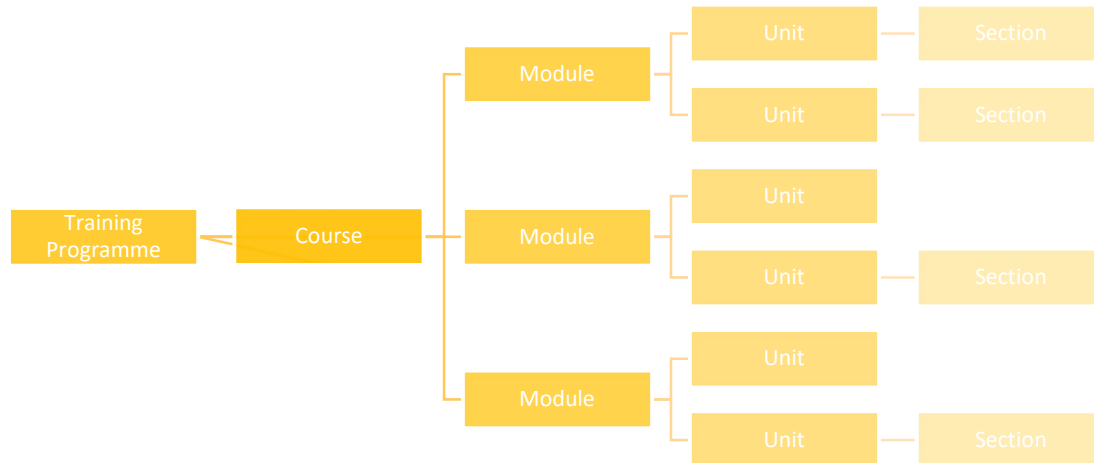 Training
Programme
Course
Module
Unit
Section
Unit
Section
Module
Unit
Unit
Section
Module
Unit
Unit
Section